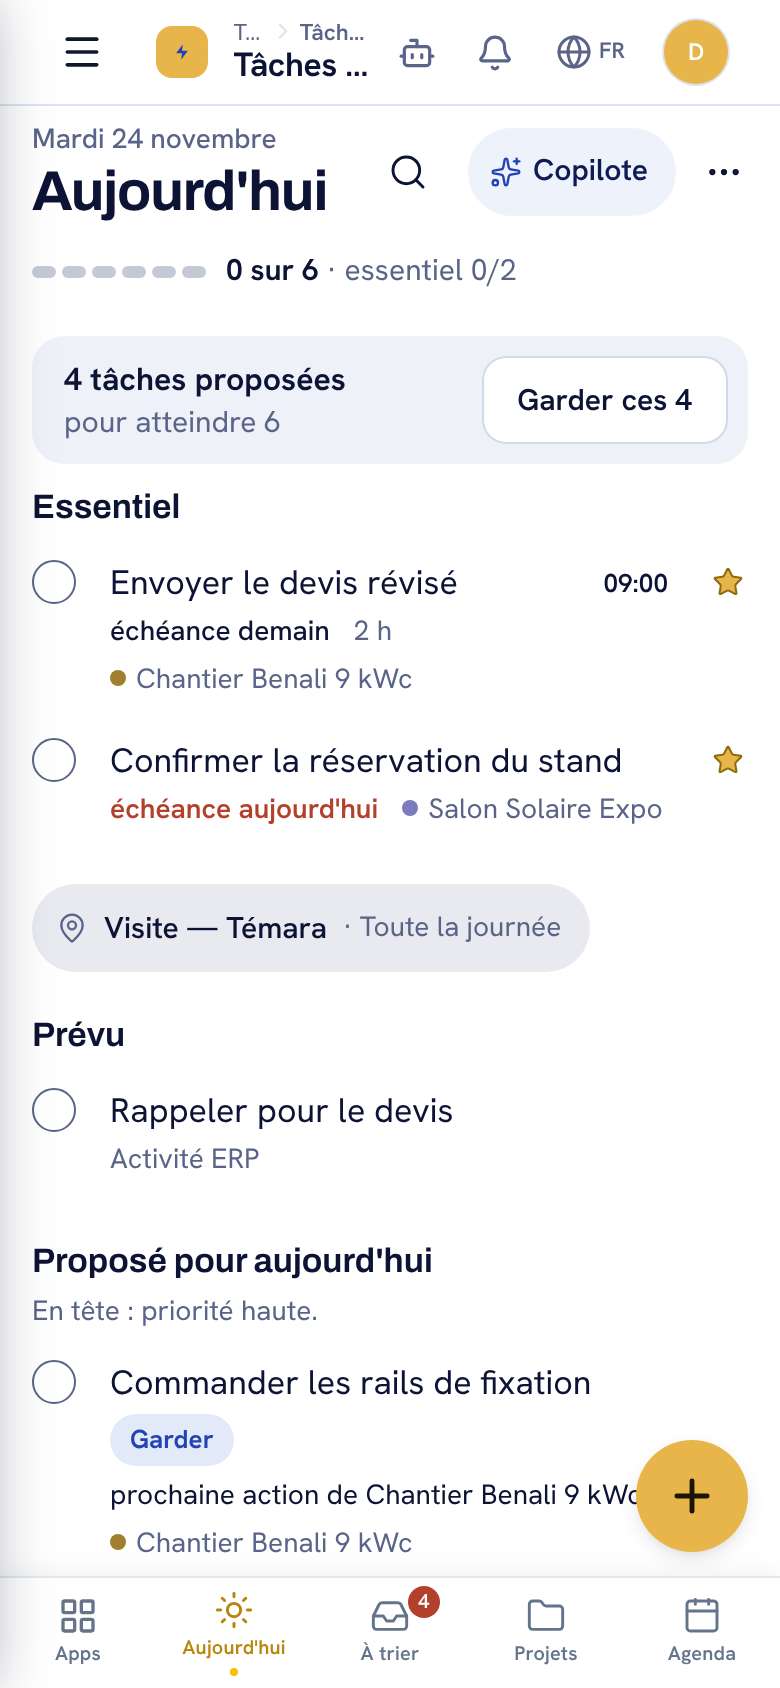 T... > Tâch...
Tâches ...
FR
D
Mardi 24 novembre
Aujourd'hui
Copilote
0 sur 6 · essentiel 0/2
4 tâches proposées
pour atteindre 6
Garder ces 4
Essentiel
Envoyer le devis révisé 09:00
échéance demain 2 h
Chantier Benali 9 kWc
Confirmer la réservation du stand
échéance aujourd'hui Salon Solaire Expo
Visite — Témara · Toute la journée
Prévu
Rappeler pour le devis
Activité ERP
Proposé pour aujourd'hui
En tête : priorité haute.
Commander les rails de fixation
Garder
prochaine action de Chantier Benali 9 kWc
Chantier Benali 9 kWc
4
Apps
Aujourd'hui
À trier
Projets
Agenda